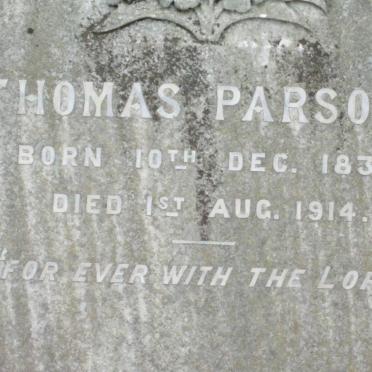 THOMAS PARSO
BORN 10TH DEC. 183
DIED 1ST AUG. 1914.
"FOR EVER WITH THE LOR